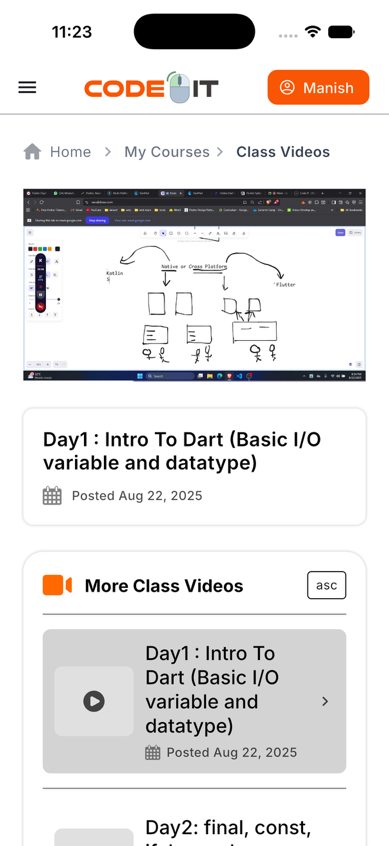 11:23
CODE IT
Manish
Home
My Courses
Class Videos
Native or Cross Platform
Katlin
Flutter
Search
Day1 : Intro To Dart (Basic I/O
variable and datatype)
Posted Aug 22, 2025
More Class Videos
asc
Day1 : Intro To
Dart (Basic I/O
variable and
datatype)
Posted Aug 22, 2025
Day2: final, const,